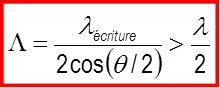 Λ = λécriture / 2cos(θ/2) > λ / 2